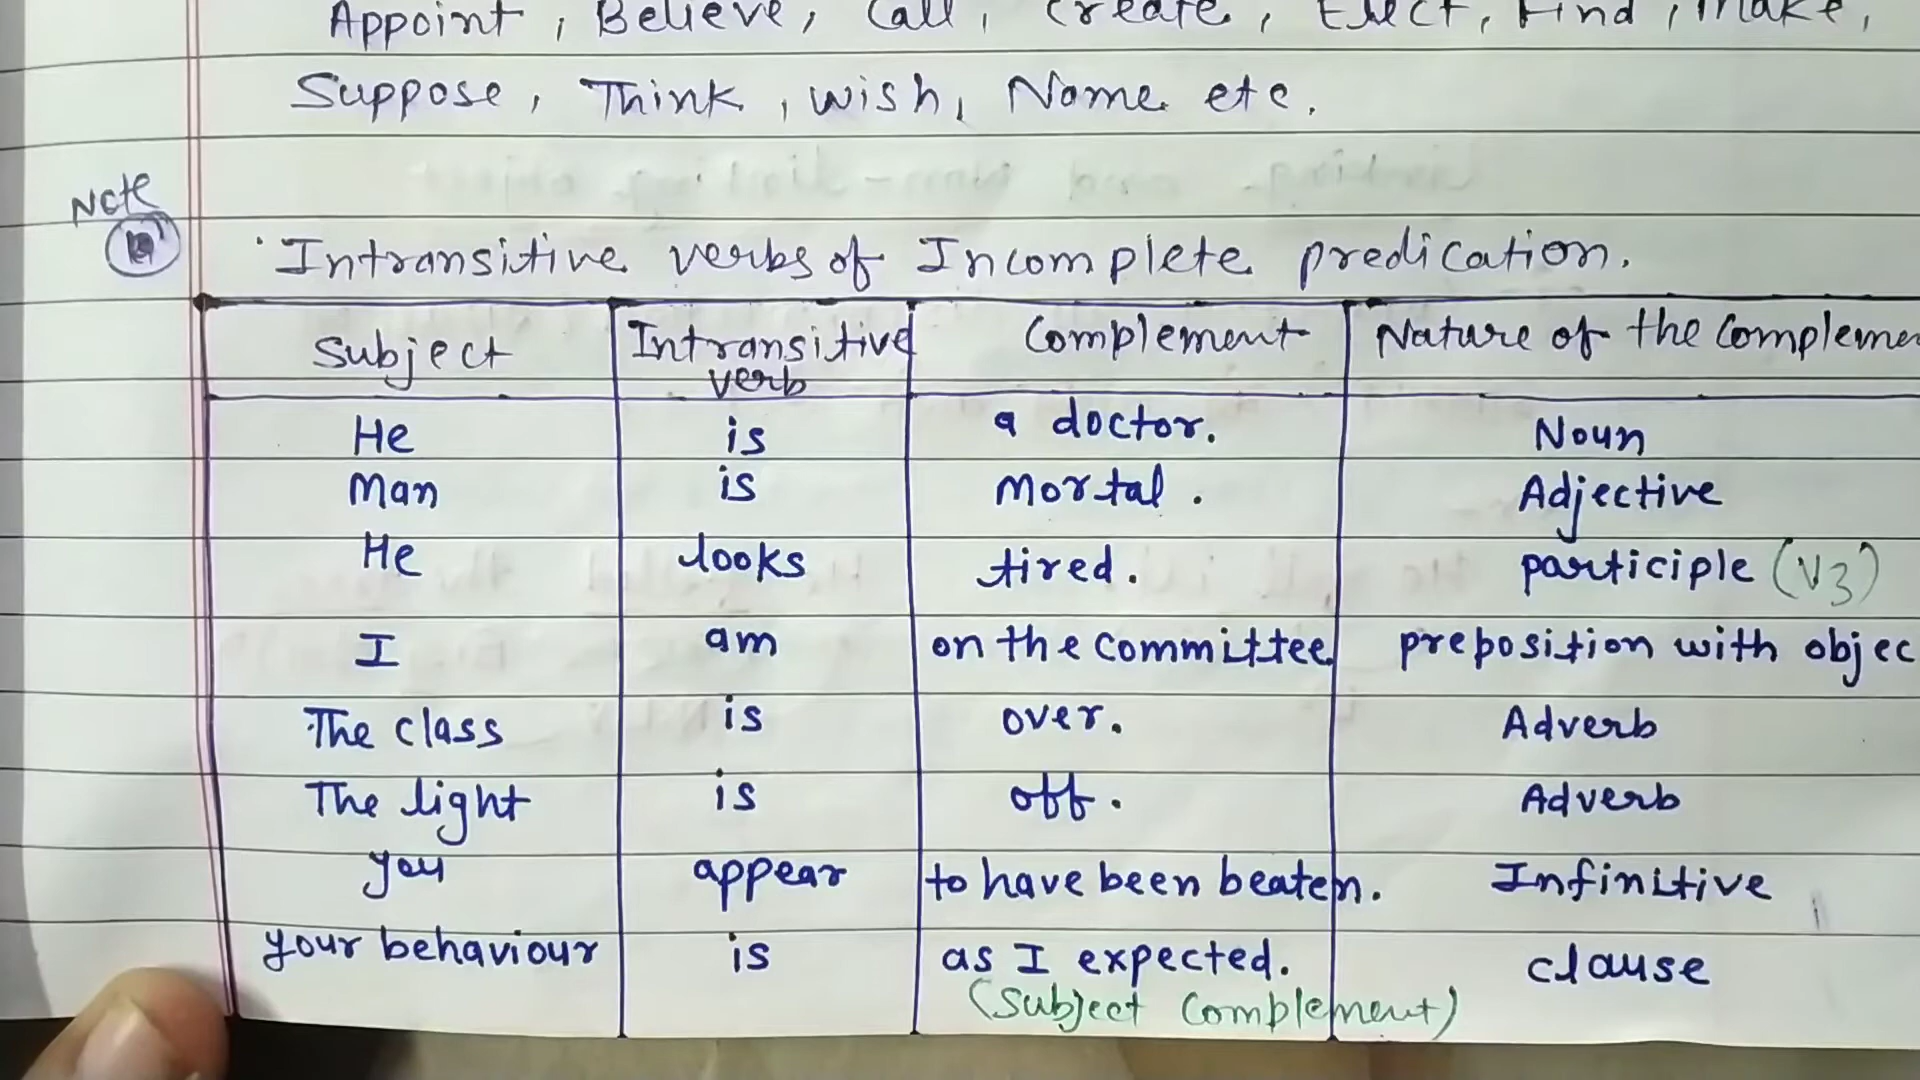 Appoint, Believe, Call, Create, Elect, Find, Make,
Suppose, Think, wish, Name etc.
Note
Intransitive verbs of Incomplete predication.
Subject Intransitive verb Complement Nature of the Compleme
He is a doctor. Noun
Man is mortal. Adjective
He looks tired. participle (V3)
I am on the committee preposition with objec
The class is over. Adverb
The light is off. Adverb
you appear to have been beaten. Infinitive
your behaviour is as I expected. clause
(Subject Complement)